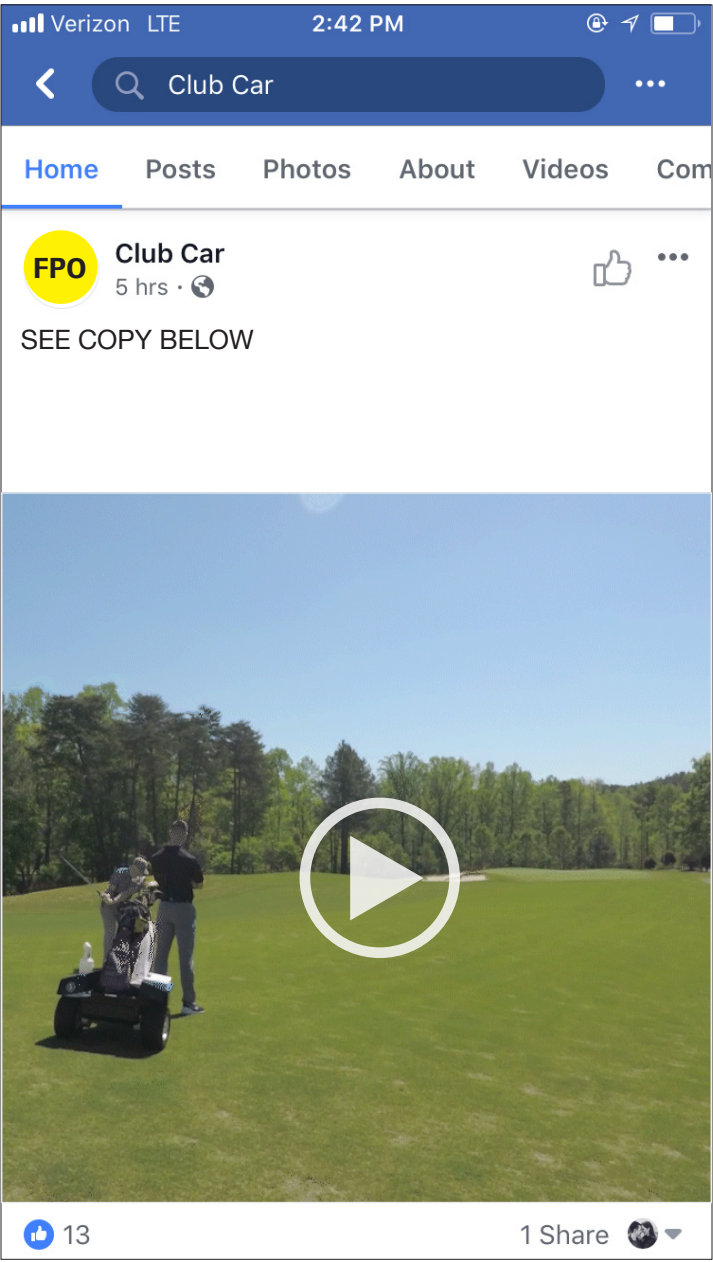 Verizon LTE 2:42 PM
Club Car
Home Posts Photos About Videos Com
FPO
Club Car
5 hrs ·
SEE COPY BELOW
13 1 Share